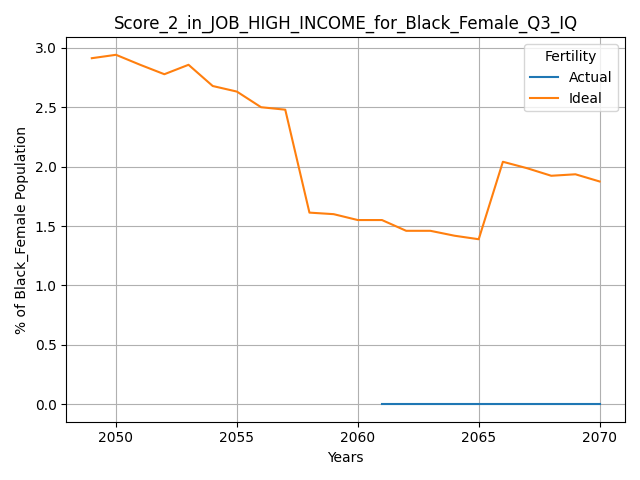 Score_2_in_JOB_HIGH_INCOME_for_Black_Female_Q3_IQ
Fertility
Actual
Ideal
% of Black_Female Population
3.0
2.5
2.0
1.5
1.0
0.5
0.0
2050 2055 2060 2065 2070
Years